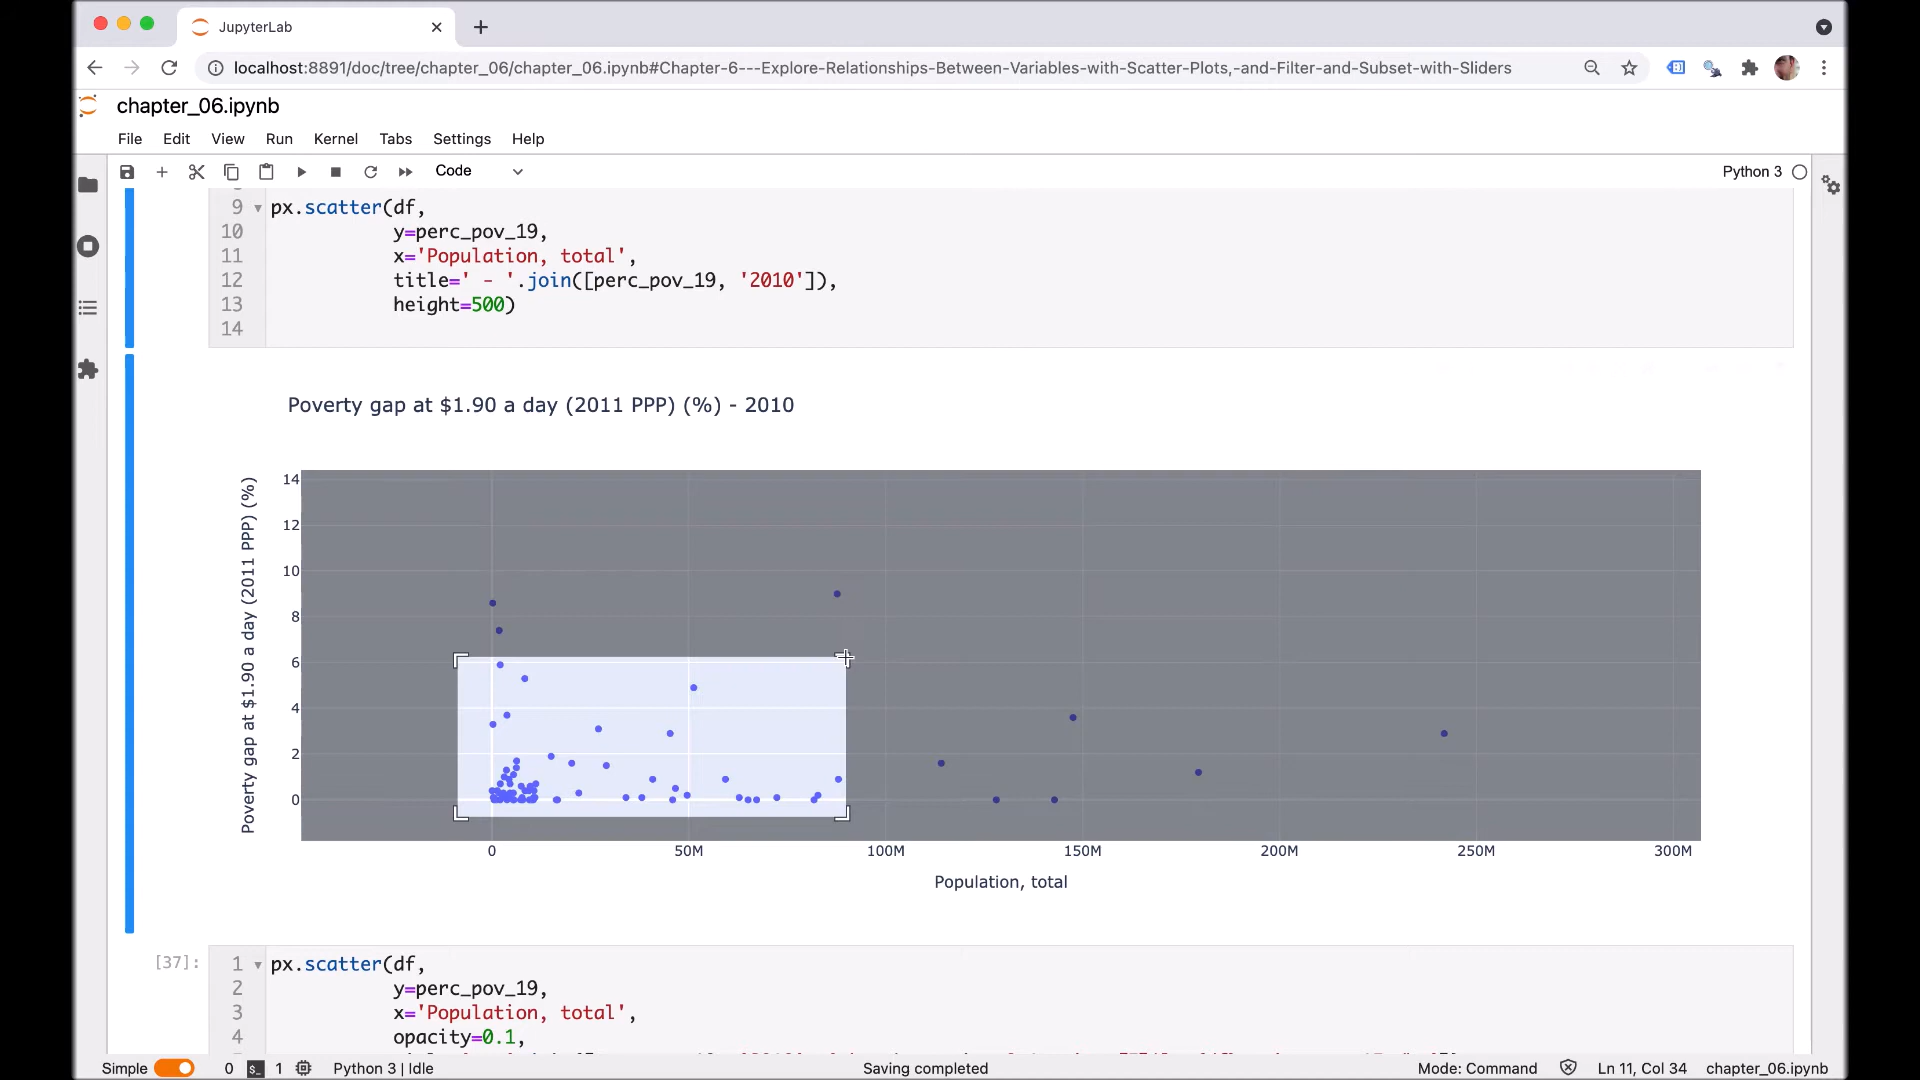 JupyterLab
localhost:8891/doc/tree/chapter_06/chapter_06.ipynb#Chapter-6---Explore-Relationships-Between-Variables-with-Scatter-Plots,-and-Filter-and-Subset-with-Sliders
chapter_06.ipynb
File Edit View Run Kernel Tabs Settings Help
Code
Python 3
9 px.scatter(df,
10 y=perc_pov_19,
11 x='Population, total',
12 title=' - '.join([perc_pov_19, '2010']),
13 height=500)
14
Poverty gap at $1.90 a day (2011 PPP) (%) - 2010
Poverty gap at $1.90 a day (2011 PPP) (%)
14
12
10
8
6
4
2
0
0 50M 100M 150M 200M 250M 300M
Population, total
[37]:
1 px.scatter(df,
2 y=perc_pov_19,
3 x='Population, total',
4 opacity=0.1,
Simple 0 $_ 1 Python 3 | Idle Saving completed Mode: Command Ln 11, Col 34 chapter_06.ipynb